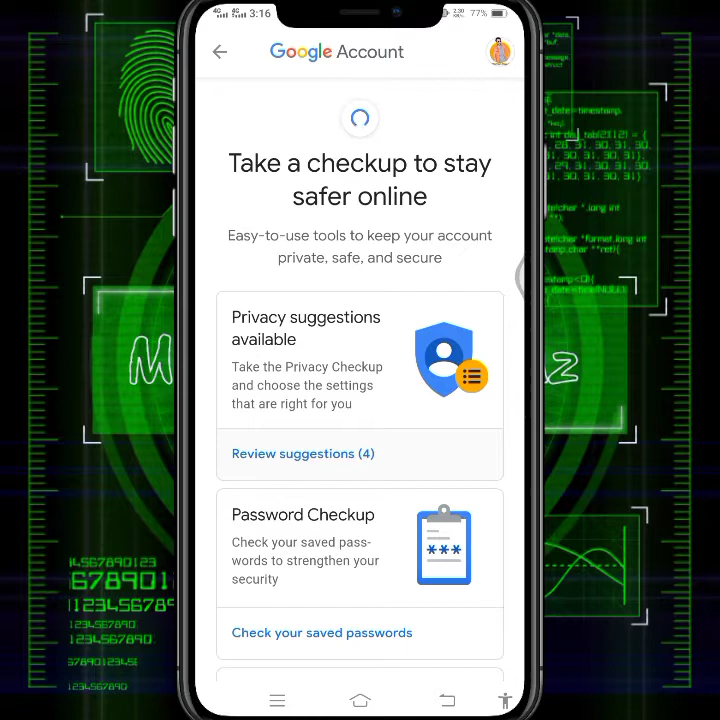 3:16
77%
Google Account
Take a checkup to stay
safer online
Easy-to-use tools to keep your account
private, safe, and secure
Privacy suggestions
available
Take the Privacy Checkup
and choose the settings
that are right for you
Review suggestions (4)
Password Checkup
Check your saved pass-
words to strengthen your
security
***
Check your saved passwords